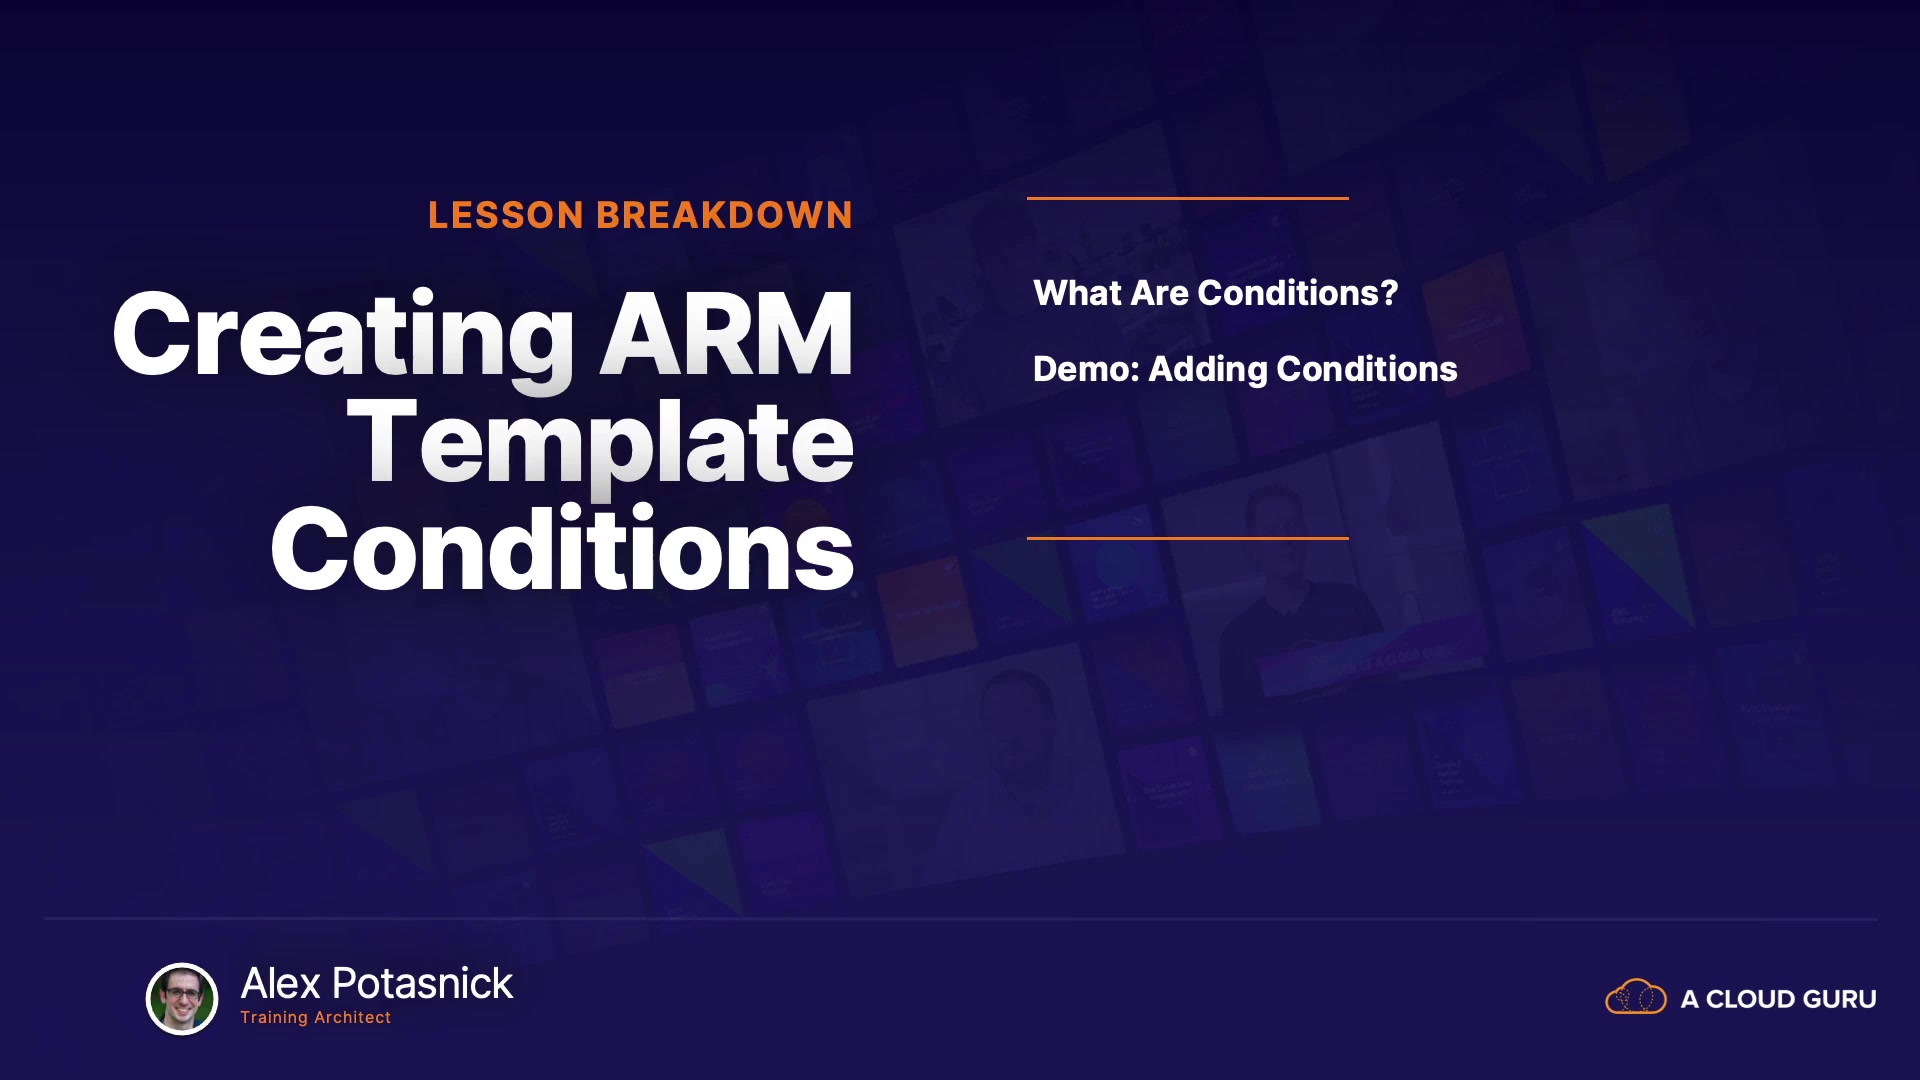 LESSON BREAKDOWN
Creating ARM
Template
Conditions
What Are Conditions?
Demo: Adding Conditions
Alex Potasnick
Training Architect
A CLOUD GURU